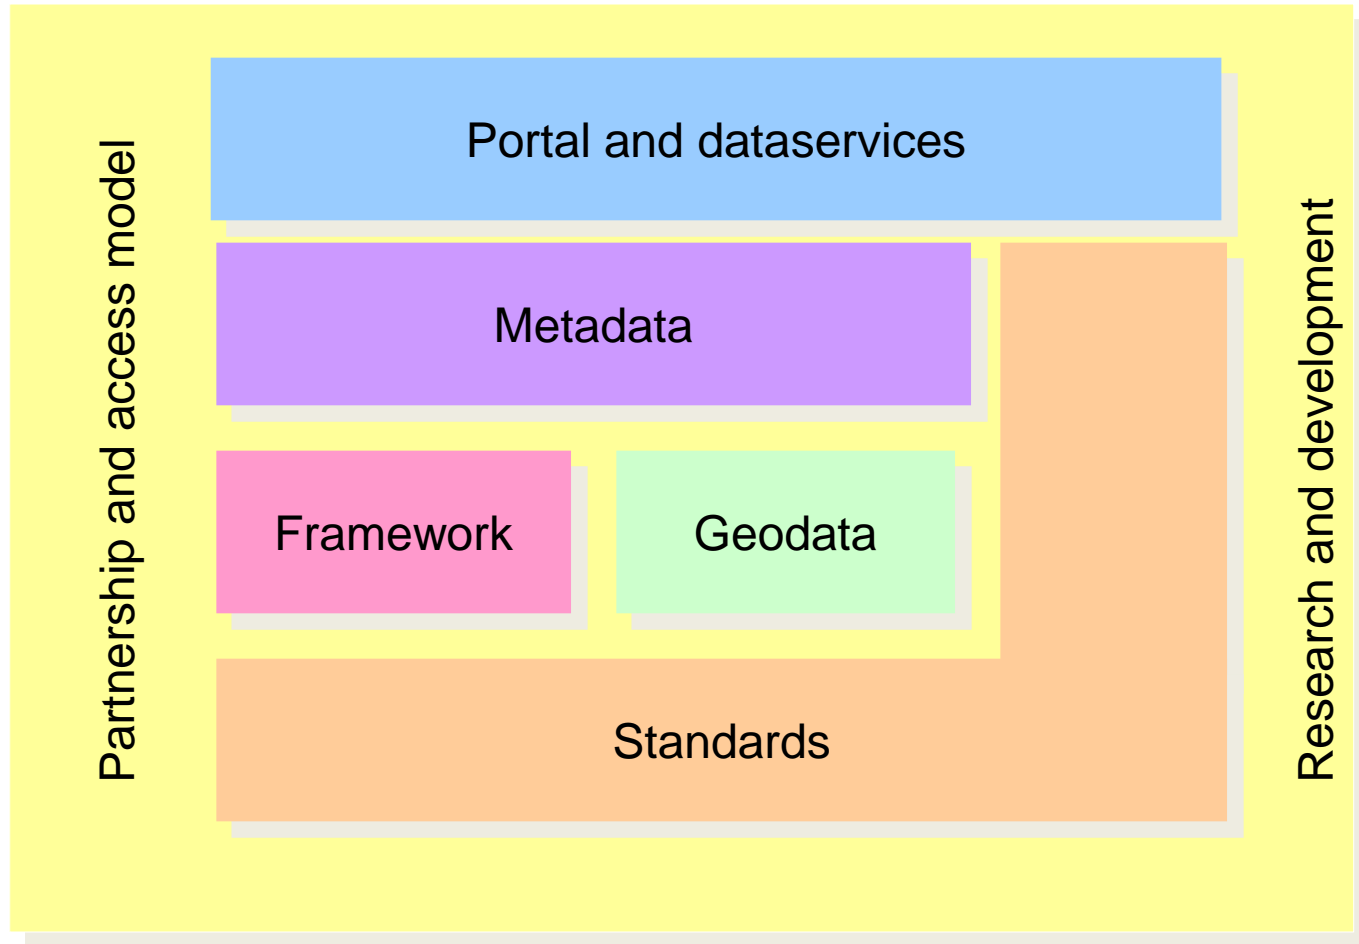 Portal and dataservices
Partnership and access model
Metadata
Research and development
Framework
Geodata
Standards